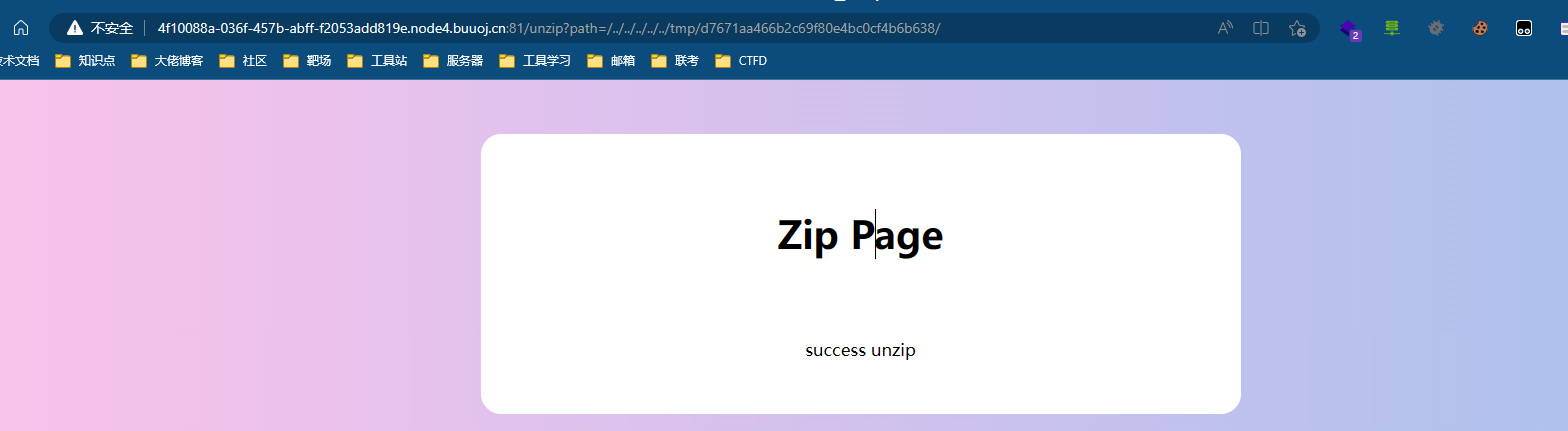 不安全 4f10088a-036f-457b-abff-f2053add819e.node4.buuoj.cn:81/unzip?path=/../../../../../tmp/d7671aa466b2c69f80e4bc0cf4b6b638/ A 2
术文档 知识点 大佬博客 社区 靶场 工具站 服务器 工具学习 邮箱 联考 CTFD
Zip Page
success unzip